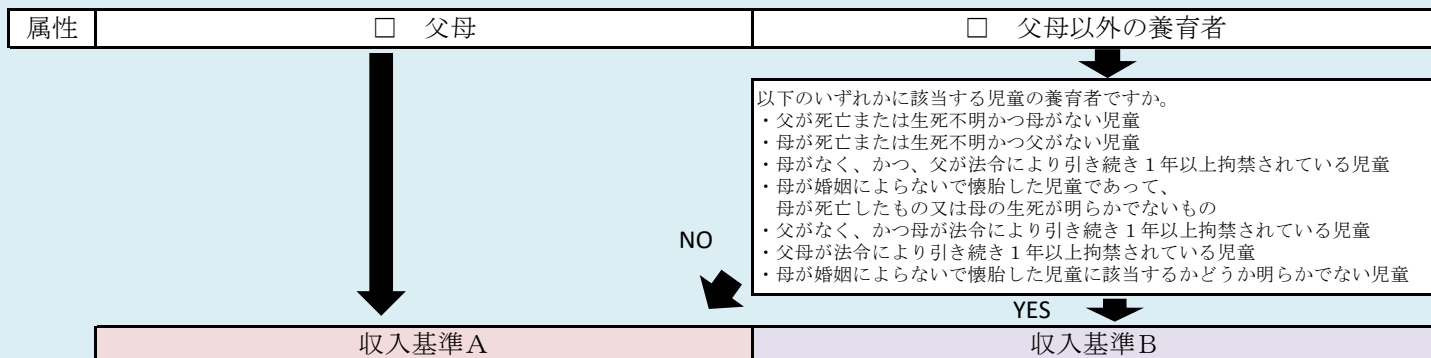 属性 □ 父母 □ 父母以外の養育者
以下のいずれかに該当する児童の養育者ですか。
・父が死亡または生死不明かつ母がない児童
・母が死亡または生死不明かつ父がない児童
・母がなく、かつ、父が法令により引き続き１年以上拘禁されている児童
・母が婚姻によらないで懐胎した児童であって、
母が死亡したもの又は母の生死が明らかでないもの
・父がなく、かつ母が法令により引き続き１年以上拘禁されている児童
・父母が法令により引き続き１年以上拘禁されている児童
・母が婚姻によらないで懐胎した児童に該当するかどうか明らかでない児童
NO
YES
収入基準Ａ 収入基準Ｂ